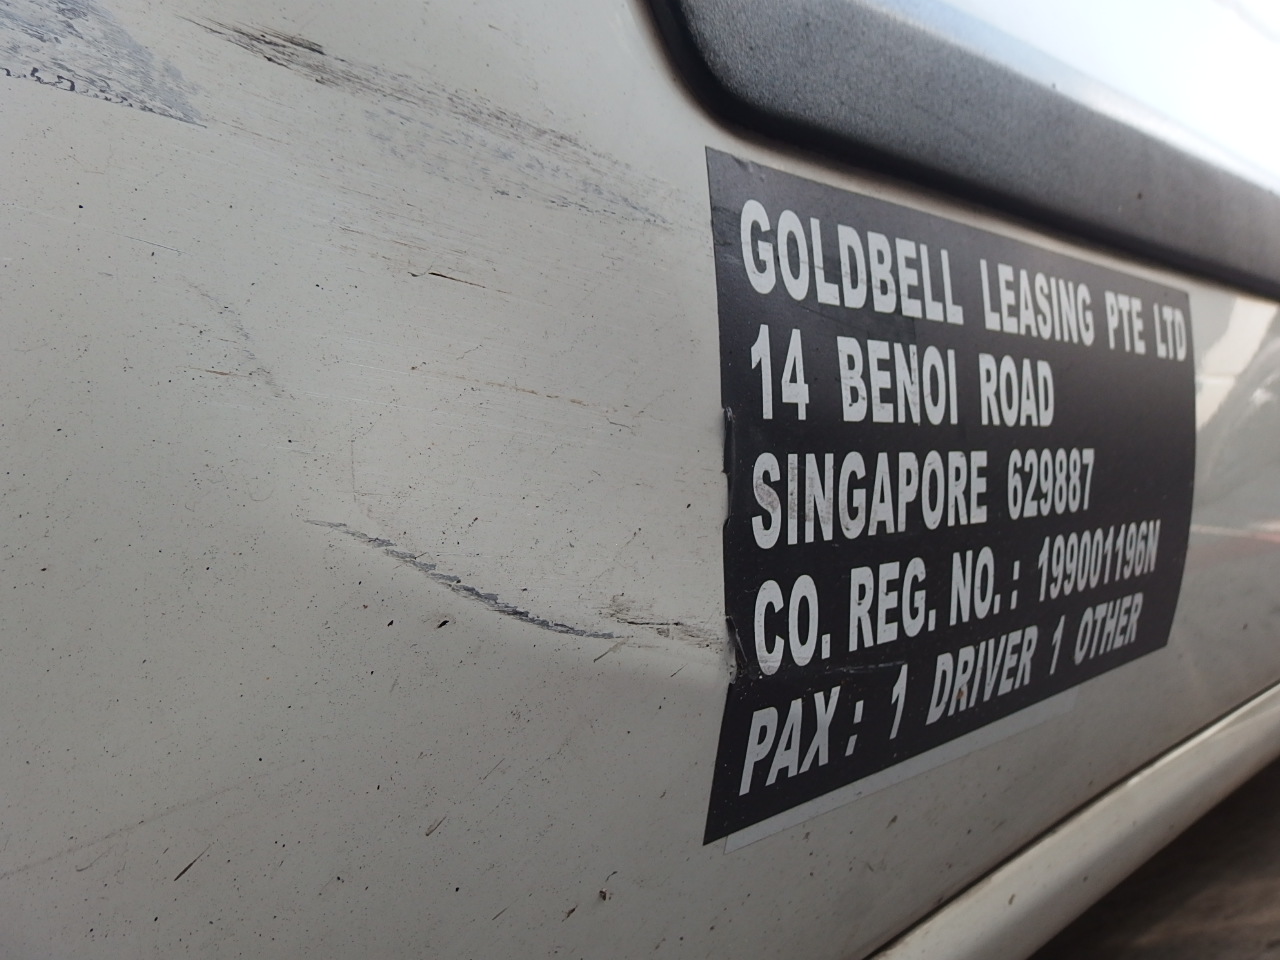 GOLDBELL LEASING PTE LTD
14 BENOI ROAD
SINGAPORE 629887
CO. REG. NO. : 199001196N
PAX : 1 DRIVER 1 OTHER